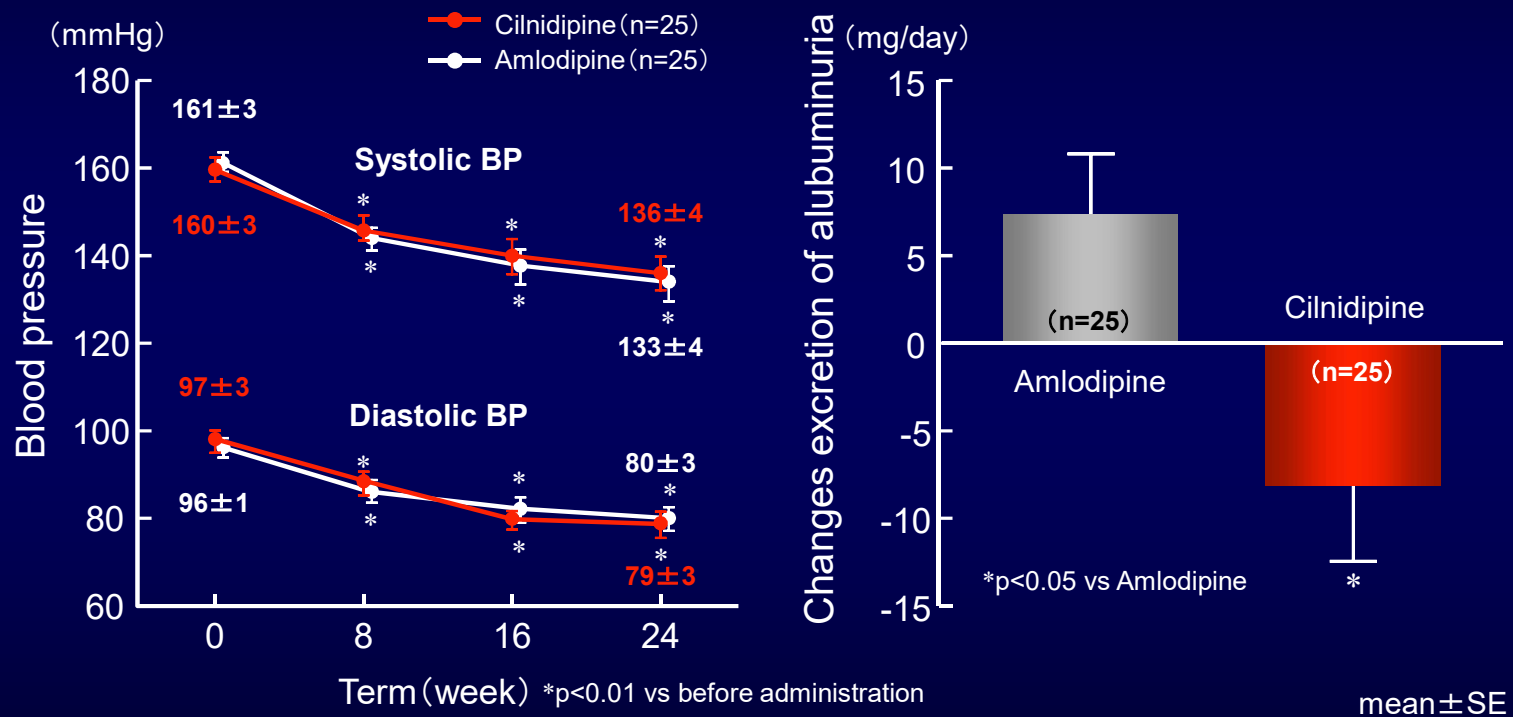 （mmHg）
Cilnidipine（n=25）
Amlodipine（n=25）
Blood pressure
180
160
140
120
100
80
60
161±3
160±3
Systolic BP
*
*
*
*
136±4
*
*
133±4
97±3
96±1
Diastolic BP
*
*
*
*
80±3
*
*
79±3
0 8 16 24
Term（week） *p<0.01 vs before administration
Changes excretion of alubuminuria
（mg/day）
15
10
5
0
-5
-10
-15
（n=25）
Amlodipine
Cilnidipine
（n=25）
*p<0.05 vs Amlodipine
*
mean±SE